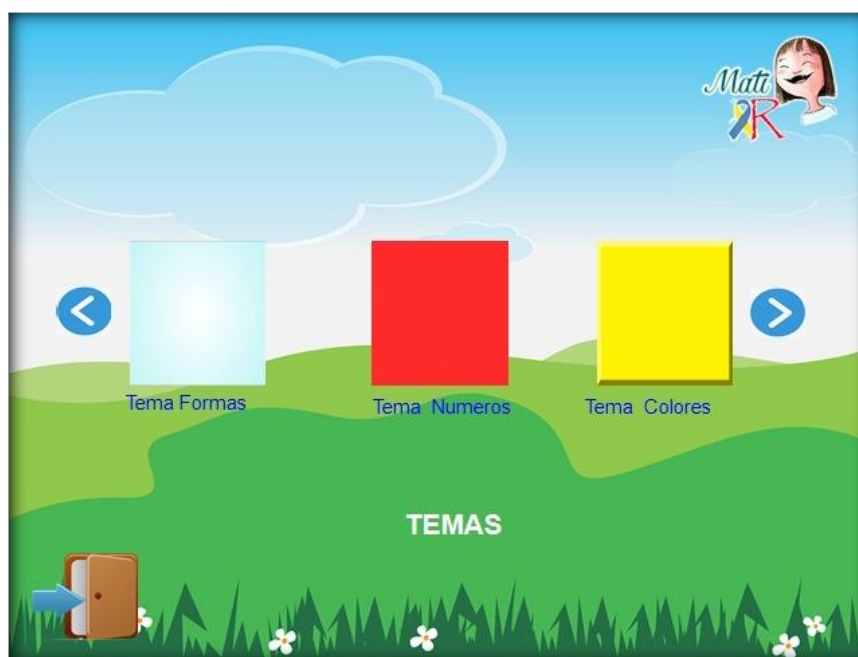 Mati
R
Tema Formas
Tema Numeros
Tema Colores
TEMAS